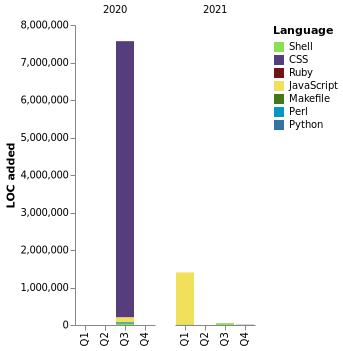 2020
2021
8,000,000
7,000,000
6,000,000
5,000,000
4,000,000
3,000,000
2,000,000
1,000,000
0
LOC added
Q1
Q2
Q3
Q4
Q1
Q2
Q3
Q4
Language
Shell
CSS
Ruby
JavaScript
Makefile
Perl
Python